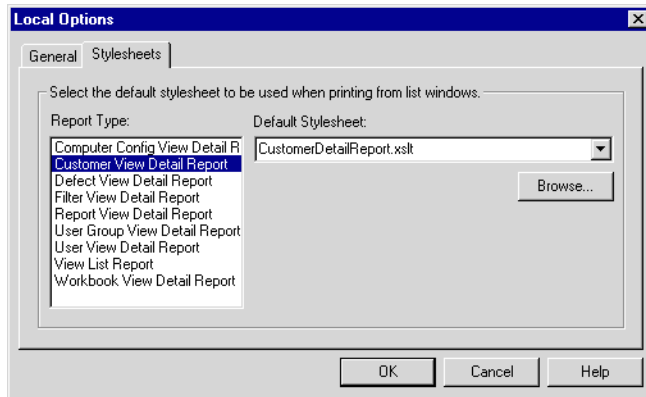 Local Options
General
Stylesheets
Select the default stylesheet to be used when printing from list windows.
Report Type:
Default Stylesheet:
Computer Config View Detail R
Customer View Detail Report
Defect View Detail Report
Filter View Detail Report
Report View Detail Report
User Group View Detail Report
User View Detail Report
View List Report
Workbook View Detail Report
CustomerDetailReport.xslt
Browse...
OK
Cancel
Help